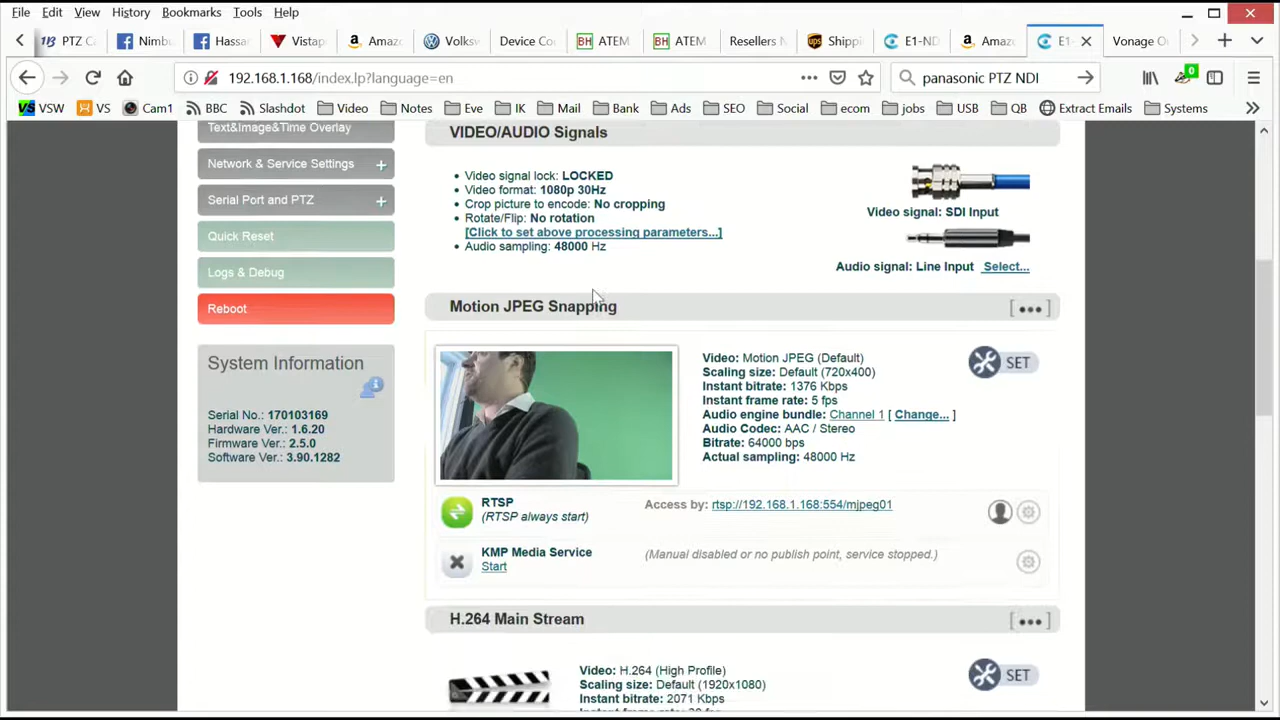 File Edit View History Bookmarks Tools Help
PTZ C Nimbu Hassa Vistap Amazo Volksw Device Co BH ATEM BH ATEM Resellers N ups Shippi E1-ND Amazo E1- Vonage Ou
192.168.1.168/index.lp?language=en
panasonic PTZ NDI
0
VS VSW VS Cam1 BBC Slashdot Video Notes Eve IK Mail Bank Ads SEO Social ecom jobs USB QB Extract Emails Systems
Text&Image&Time Overlay
Network & Service Settings
Serial Port and PTZ
Quick Reset
Logs & Debug
Reboot
System Information
Serial No.: 170103169
Hardware Ver.: 1.6.20
Firmware Ver.: 2.5.0
Software Ver.: 3.90.1282
VIDEO/AUDIO Signals
Video signal lock: LOCKED
Video format: 1080p 30Hz
Crop picture to encode: No cropping
Rotate/Flip: No rotation
[Click to set above processing parameters...]
Audio sampling: 48000 Hz
Video signal: SDI Input
Audio signal: Line Input Select...
Motion JPEG Snapping
[•••]
Video: Motion JPEG (Default)
Scaling size: Default (720x400)
Instant bitrate: 1376 Kbps
Instant frame rate: 5 fps
Audio engine bundle: Channel 1 [ Change... ]
Audio Codec: AAC / Stereo
Bitrate: 64000 bps
Actual sampling: 48000 Hz
SET
RTSP
(RTSP always start)
Access by: rtsp://192.168.1.168:554/mjpeg01
KMP Media Service
Start
(Manual disabled or no publish point, service stopped.)
H.264 Main Stream
[•••]
Video: H.264 (High Profile)
Scaling size: Default (1920x1080)
Instant bitrate: 2071 Kbps
SET